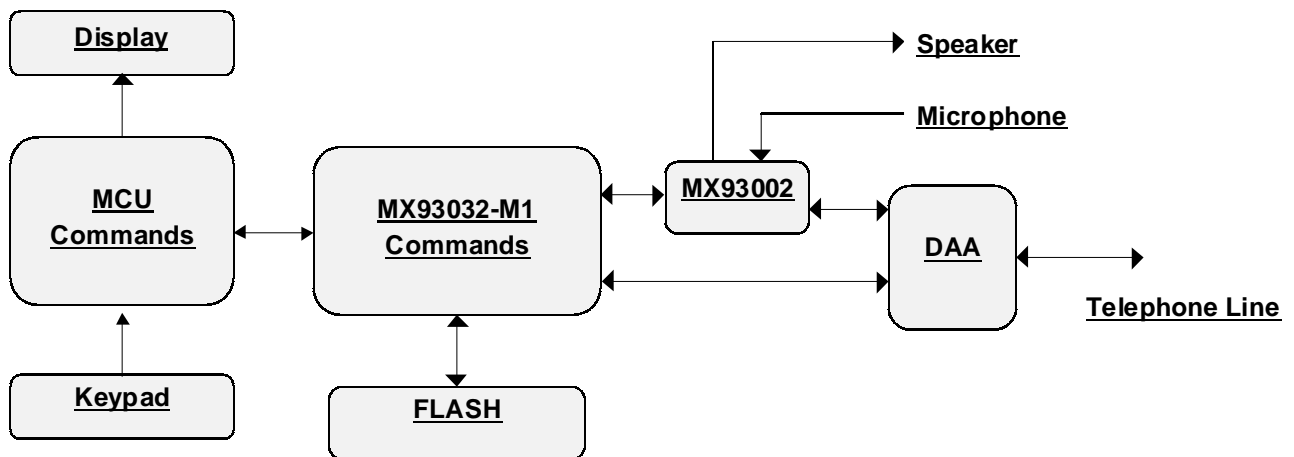 Display
Speaker
Microphone
MCU
Commands
MX93032-M1
Commands
MX93002
DAA
Telephone Line
Keypad
FLASH